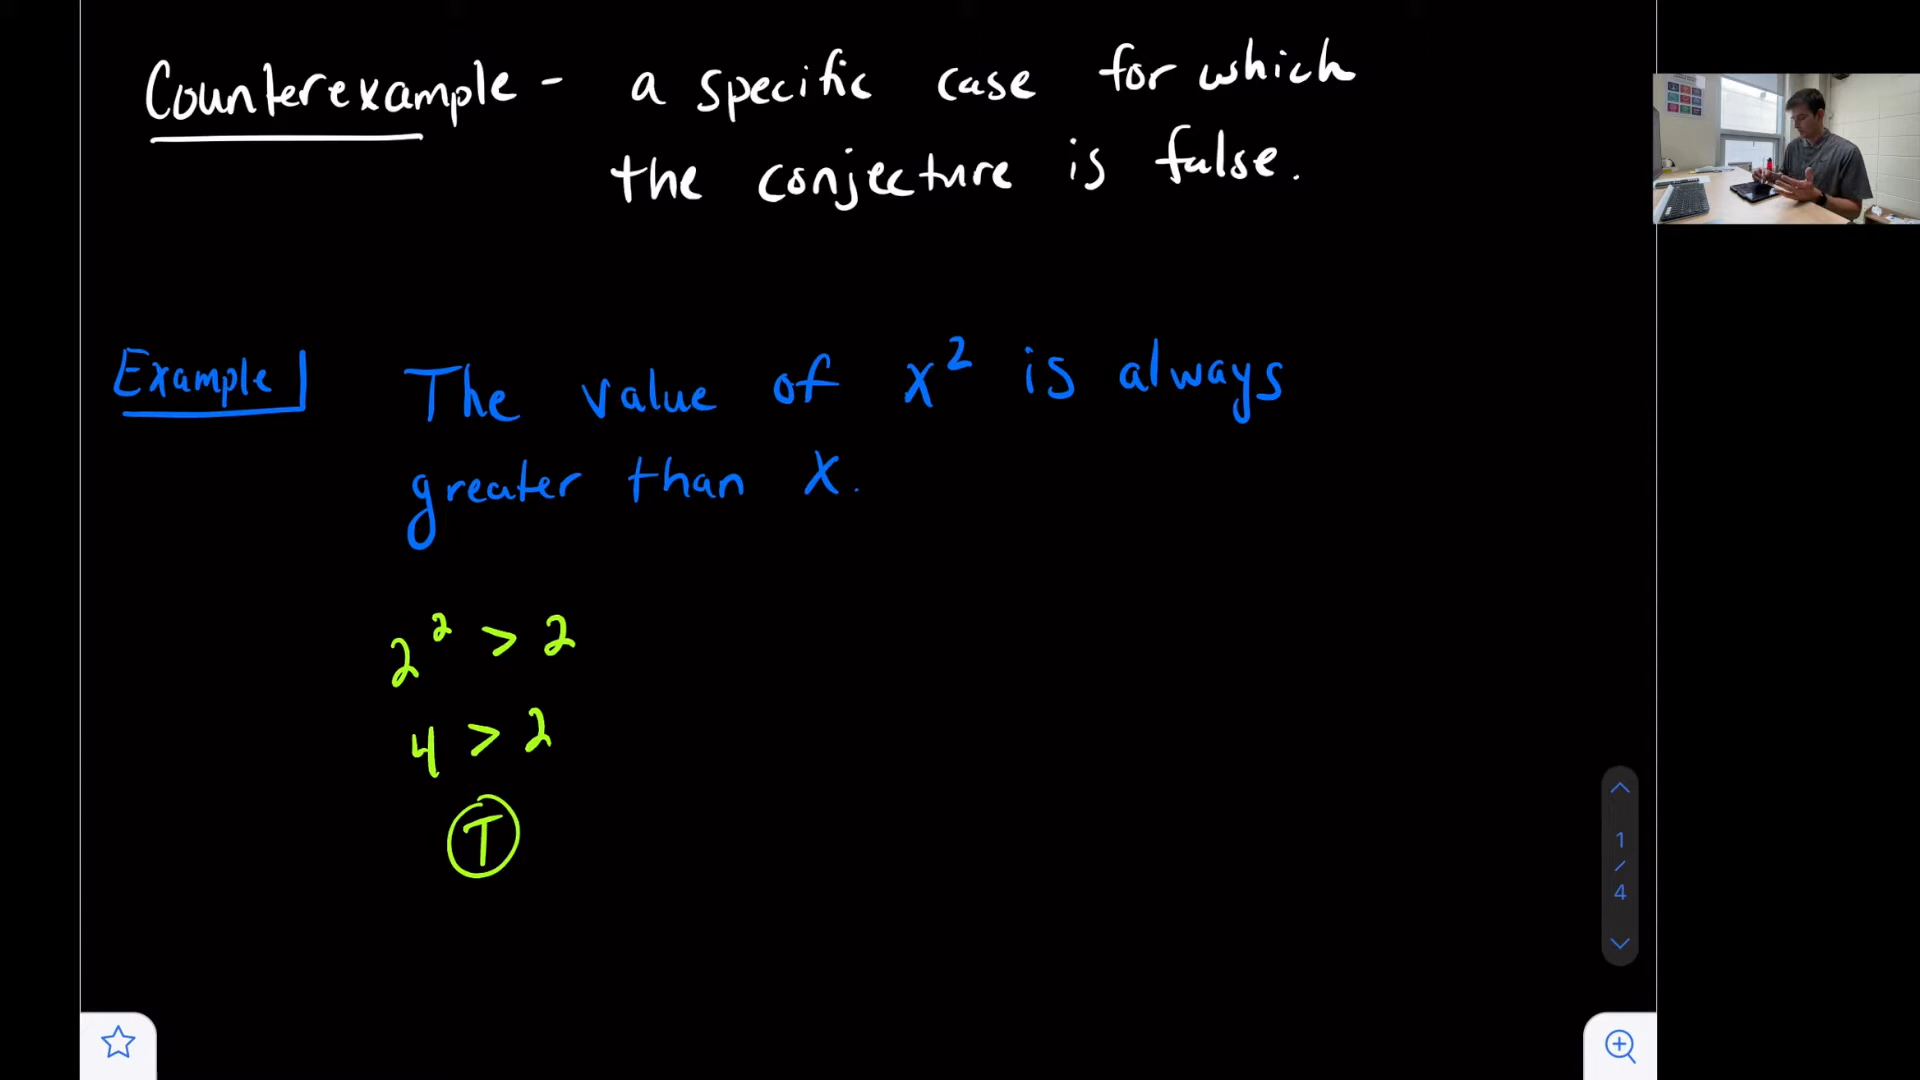 Counterexample - a specific case for which
the conjecture is false.
Example The value of x² is always
greater than x.
2² > 2
4 > 2
T
1
/
4